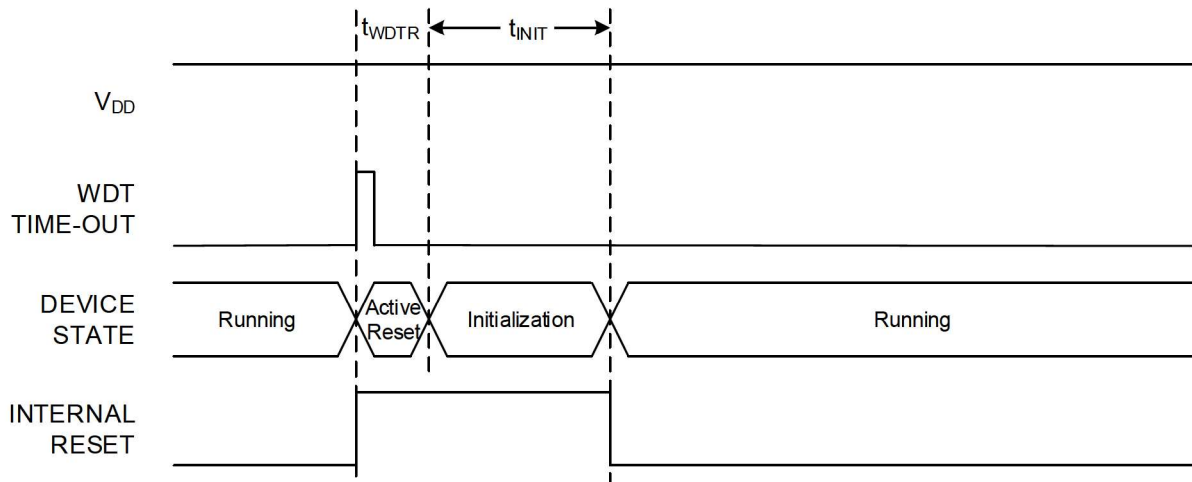 tWDTR
tINIT
VDD
WDT
TIME-OUT
DEVICE
STATE
Running
Active
Reset
Initialization
Running
INTERNAL
RESET